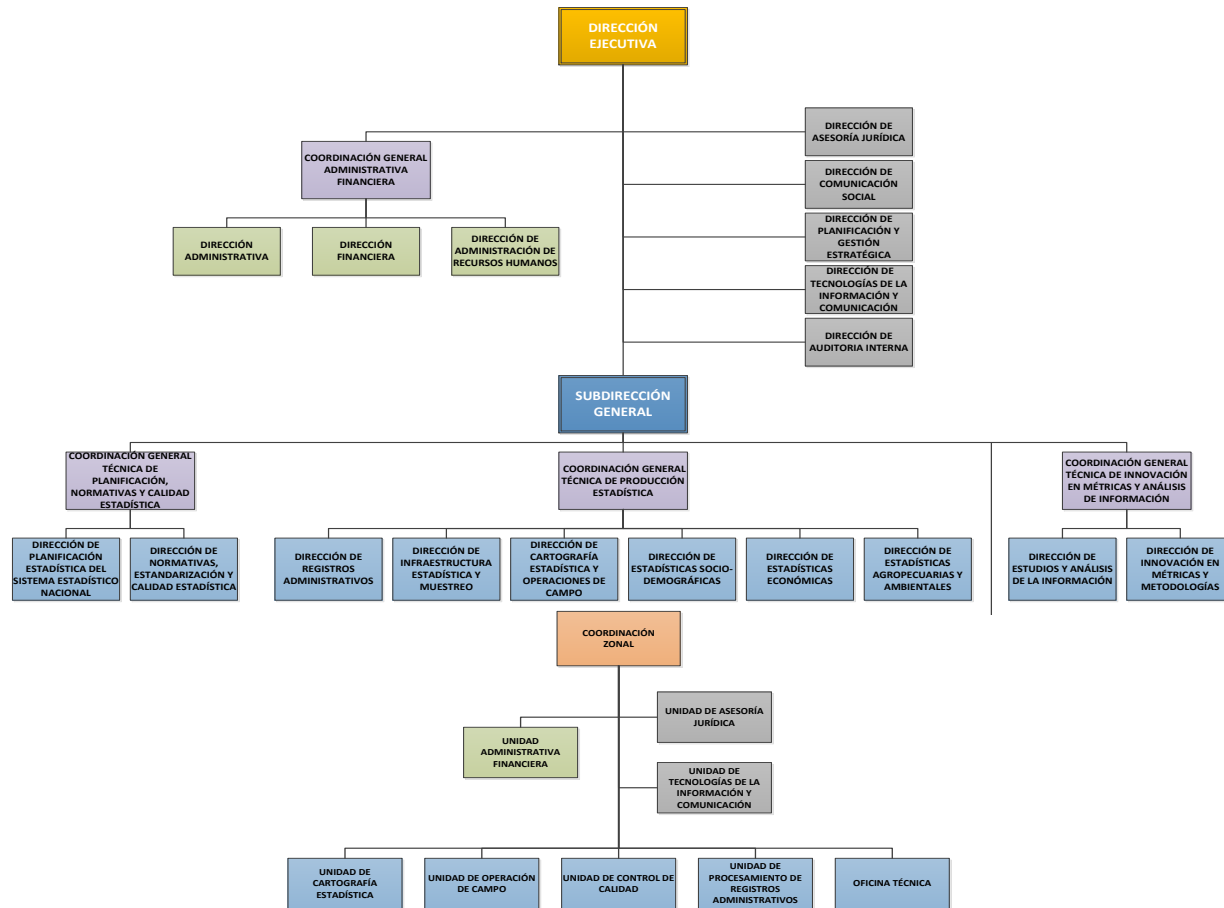 DIRECCIÓN
EJECUTIVA
DIRECCIÓN DE
ASESORÍA JURÍDICA
COORDINACIÓN GENERAL
ADMINISTRATIVA
FINANCIERA
DIRECCIÓN DE
COMUNICACIÓN
SOCIAL
DIRECCIÓN
ADMINISTRATIVA
DIRECCIÓN
FINANCIERA
DIRECCIÓN DE
ADMINISTRACIÓN DE
RECURSOS HUMANOS
DIRECCIÓN DE
PLANIFICACIÓN Y
GESTIÓN
ESTRATÉGICA
DIRECCIÓN DE
TECNOLOGÍAS DE LA
INFORMACIÓN Y
COMUNICACIÓN
DIRECCIÓN DE
AUDITORIA INTERNA
SUBDIRECCIÓN
GENERAL
COORDINACIÓN GENERAL
TÉCNICA DE
PLANIFICACIÓN,
NORMATIVAS Y CALIDAD
ESTADÍSTICA
COORDINACIÓN GENERAL
TÉCNICA DE PRODUCCIÓN
ESTADÍSTICA
COORDINACIÓN GENERAL
TÉCNICA DE INNOVACIÓN
EN MÉTRICAS Y ANÁLISIS
DE INFORMACIÓN
DIRECCIÓN DE
PLANIFICACIÓN
ESTADÍSTICA DEL
SISTEMA ESTADÍSTICO
NACIONAL
DIRECCIÓN DE
NORMATIVAS,
ESTANDARIZACIÓN Y
CALIDAD ESTADÍSTICA
DIRECCIÓN DE
REGISTROS
ADMINISTRATIVOS
DIRECCIÓN DE
INFRAESTRUCTURA
ESTADÍSTICA Y
MUESTREO
DIRECCIÓN DE
CARTOGRAFÍA
ESTADÍSTICA Y
OPERACIONES DE
CAMPO
DIRECCIÓN DE
ESTADÍSTICAS SOCIO-
DEMOGRÁFICAS
DIRECCIÓN DE
ESTADÍSTICAS
ECONÓMICAS
DIRECCIÓN DE
ESTADÍSTICAS
AGROPECUARIAS Y
AMBIENTALES
DIRECCIÓN DE
ESTUDIOS Y ANÁLISIS
DE LA INFORMACIÓN
DIRECCIÓN DE
INNOVACIÓN EN
MÉTRICAS Y
METODOLOGÍAS
COORDINACIÓN
ZONAL
UNIDAD DE ASESORÍA
JURÍDICA
UNIDAD
ADMINISTRATIVA
FINANCIERA
UNIDAD DE
TECNOLOGÍAS DE LA
INFORMACIÓN Y
COMUNICACIÓN
UNIDAD DE
CARTOGRAFÍA
ESTADÍSTICA
UNIDAD DE OPERACIÓN
DE CAMPO
UNIDAD DE CONTROL DE
CALIDAD
UNIDAD DE
PROCESAMIENTO DE
REGISTROS
ADMINISTRATIVOS
OFICINA TÉCNICA